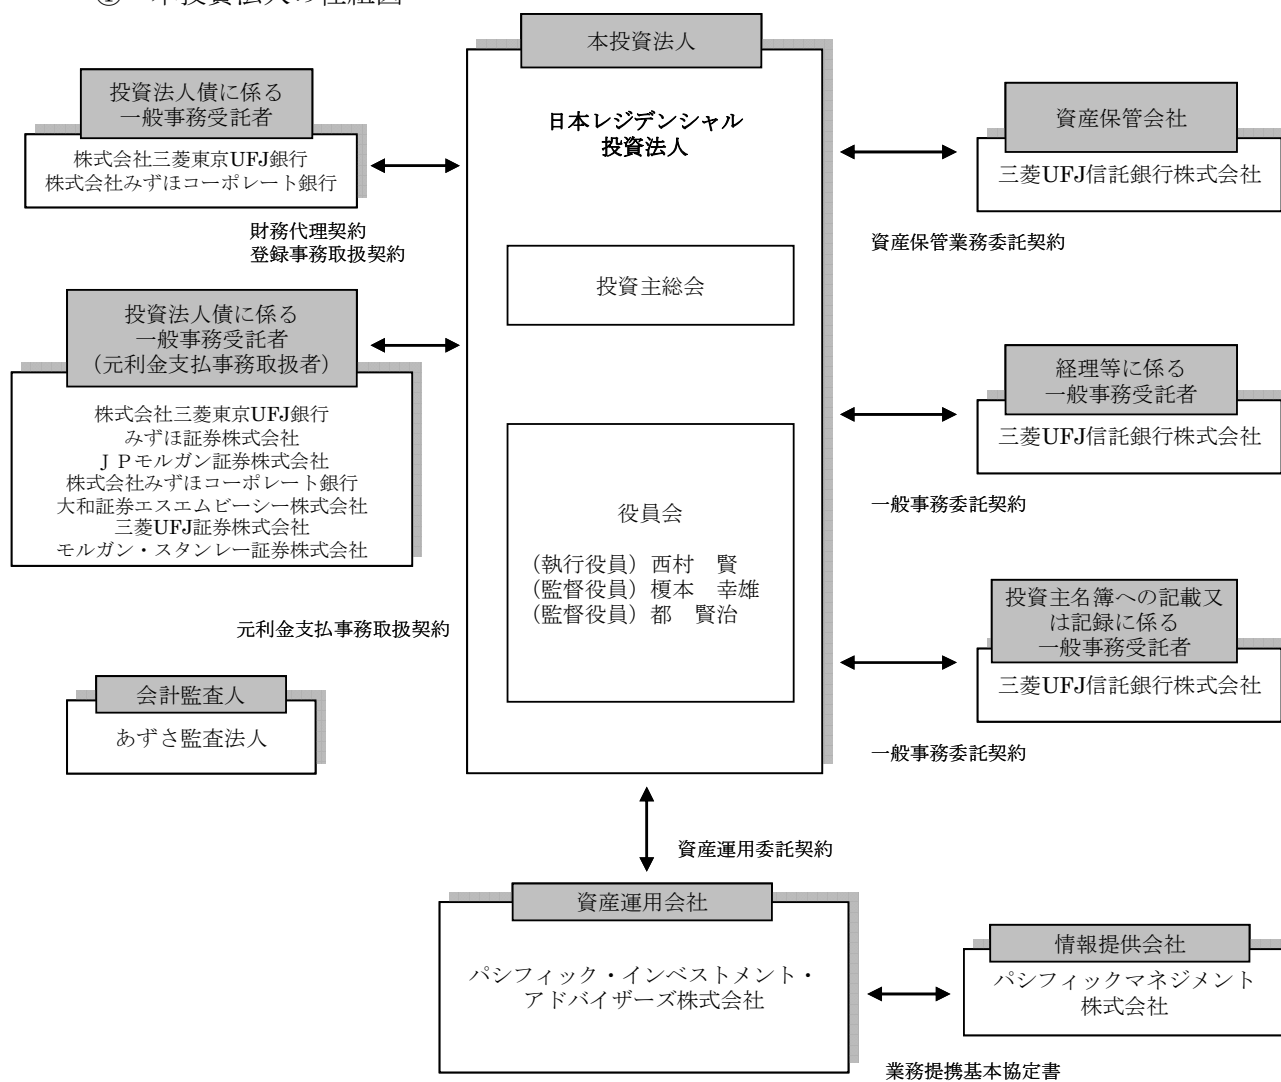 本投資法人
投資法人債に係る
一般事務受託者
株式会社三菱東京UFJ銀行
株式会社みずほコーポレート銀行
財務代理契約
登録事務取扱契約
投資法人債に係る
一般事務受託者
（元利金支払事務取扱者）
株式会社三菱東京UFJ銀行
みずほ証券株式会社
ＪＰモルガン証券株式会社
株式会社みずほコーポレート銀行
大和証券エスエムビーシー株式会社
三菱UFJ証券株式会社
モルガン・スタンレー証券株式会社
元利金支払事務取扱契約
会計監査人
あずさ監査法人
日本レジデンシャル
投資法人
投資主総会
役員会
（執行役員）西村　賢
（監督役員）榎本　幸雄
（監督役員）都　賢治
資産保管会社
三菱UFJ信託銀行株式会社
資産保管業務委託契約
経理等に係る
一般事務受託者
三菱UFJ信託銀行株式会社
一般事務委託契約
投資主名簿への記載又
は記録に係る
一般事務受託者
三菱UFJ信託銀行株式会社
一般事務委託契約
資産運用委託契約
資産運用会社
パシフィック・インベストメント・
アドバイザーズ株式会社
情報提供会社
パシフィックマネジメント
株式会社
業務提携基本協定書